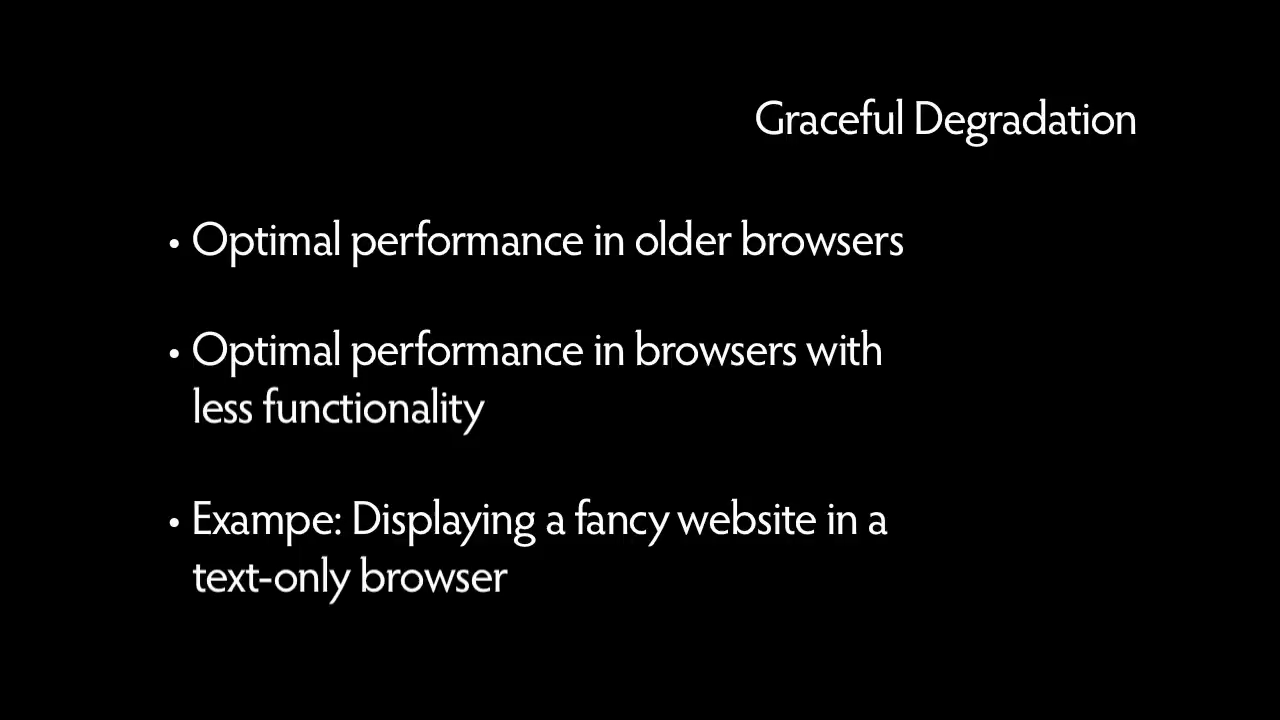 Graceful Degradation
• Optimal performance in older browsers
• Optimal performance in browsers with
less functionality
• Exampe: Displaying a fancy website in a
text-only browser